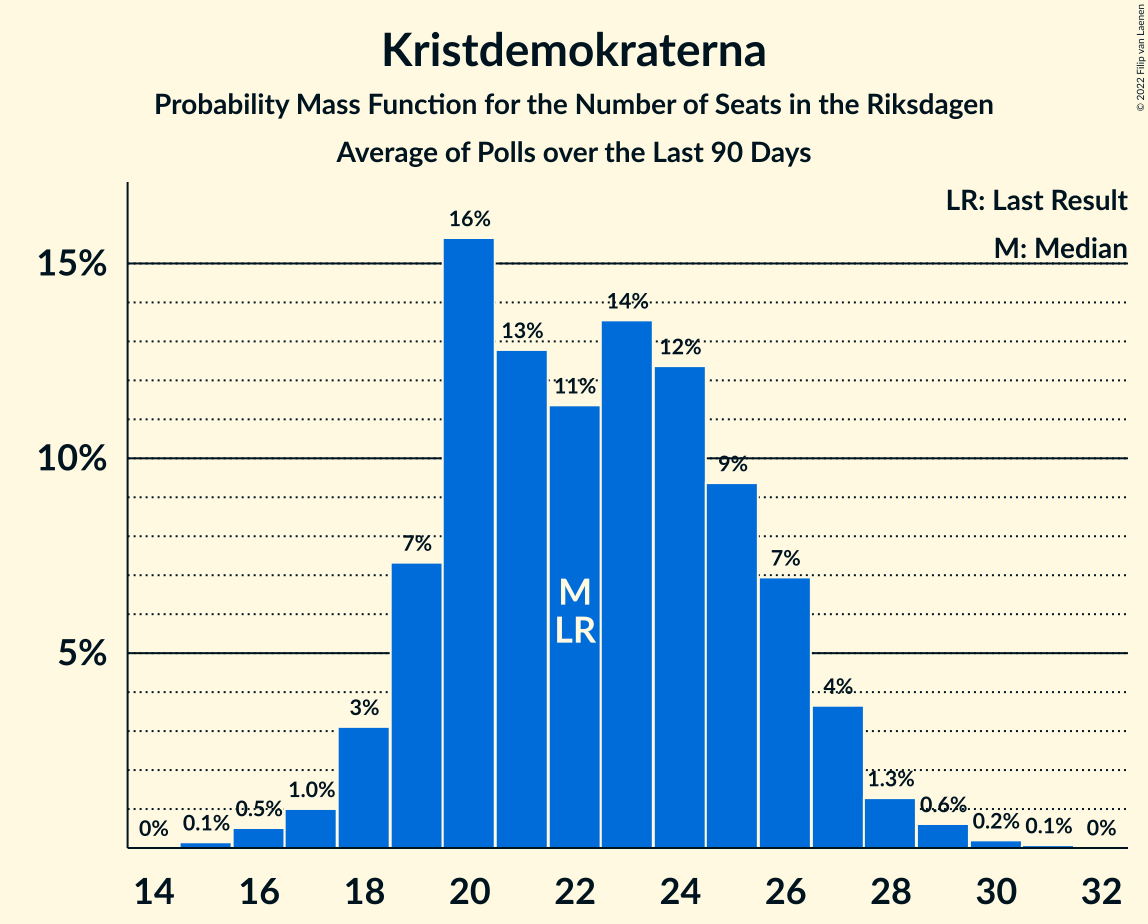 Kristdemokraterna
Probability Mass Function for the Number of Seats in the Riksdagen
Average of Polls over the Last 90 Days
© 2022 Filip van Laenen
LR: Last Result
M: Median
15%
10%
5%
0%
0.1%
0.5%
1.0%
3%
7%
16%
13%
11%
14%
12%
9%
7%
4%
1.3%
0.6%
0.2%
0.1%
0%
M
LR
14 16 18 20 22 24 26 28 30 32